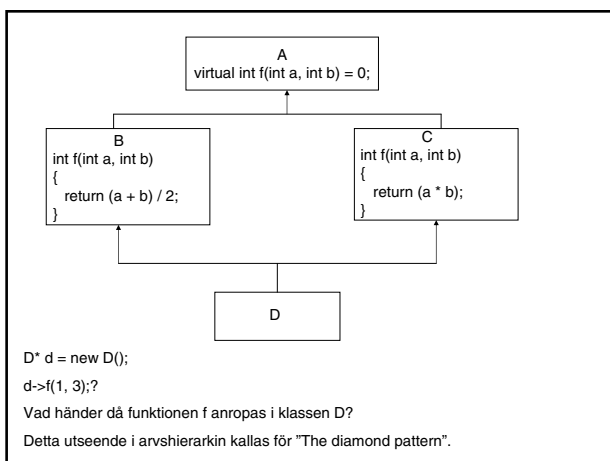 A
virtual int f(int a, int b) = 0;
B
int f(int a, int b)
{
return (a + b) / 2;
}
C
int f(int a, int b)
{
return (a * b);
}
D
D* d = new D();
d->f(1, 3);?
Vad händer då funktionen f anropas i klassen D?
Detta utseende i arvshierarkin kallas för ”The diamond pattern”.